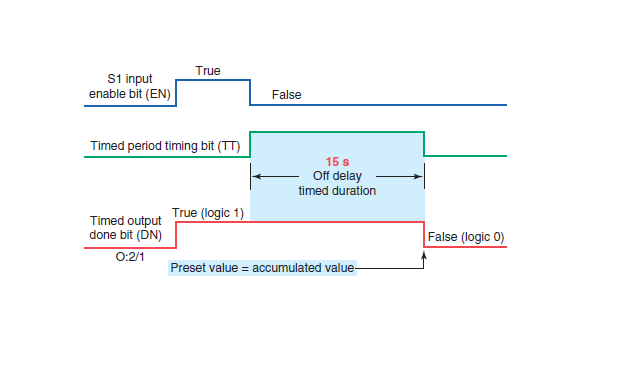 True
S1 input
enable bit (EN)
False
Timed period timing bit (TT)
15 s
Off delay
timed duration
True (logic 1)
Timed output
done bit (DN)
False (logic 0)
O:2/1
Preset value = accumulated value